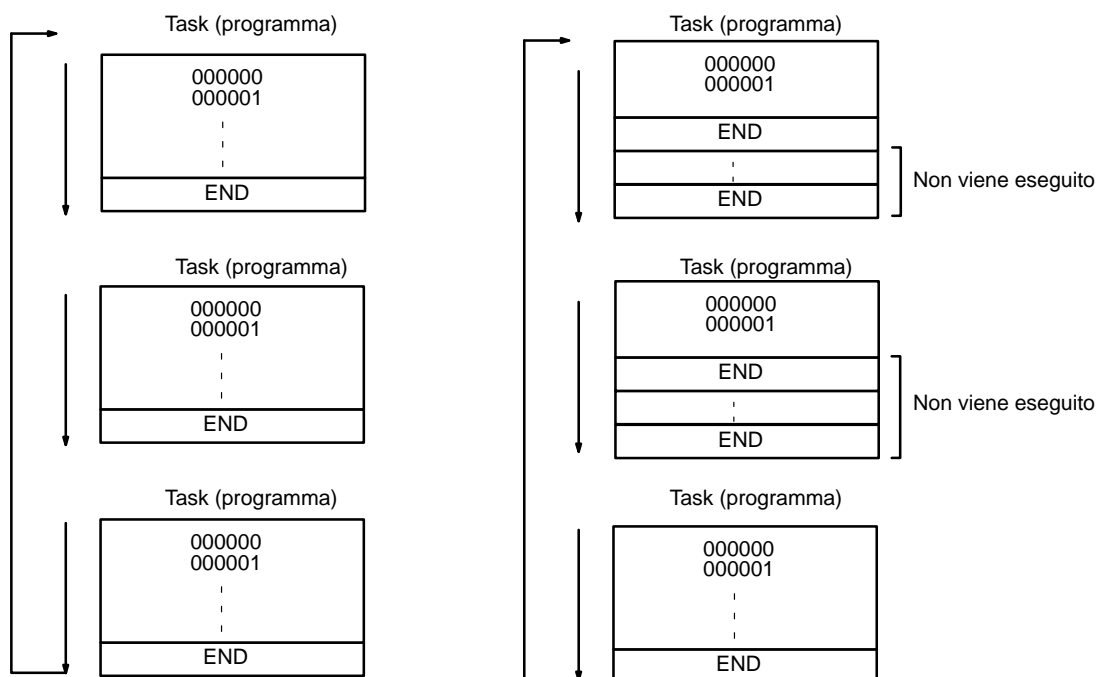 Task (programma)
000000
000001
END
Task (programma)
000000
000001
END
Task (programma)
000000
000001
END
Task (programma)
000000
000001
END
END
Non viene eseguito
Task (programma)
000000
000001
END
END
Non viene eseguito
Task (programma)
000000
000001
END